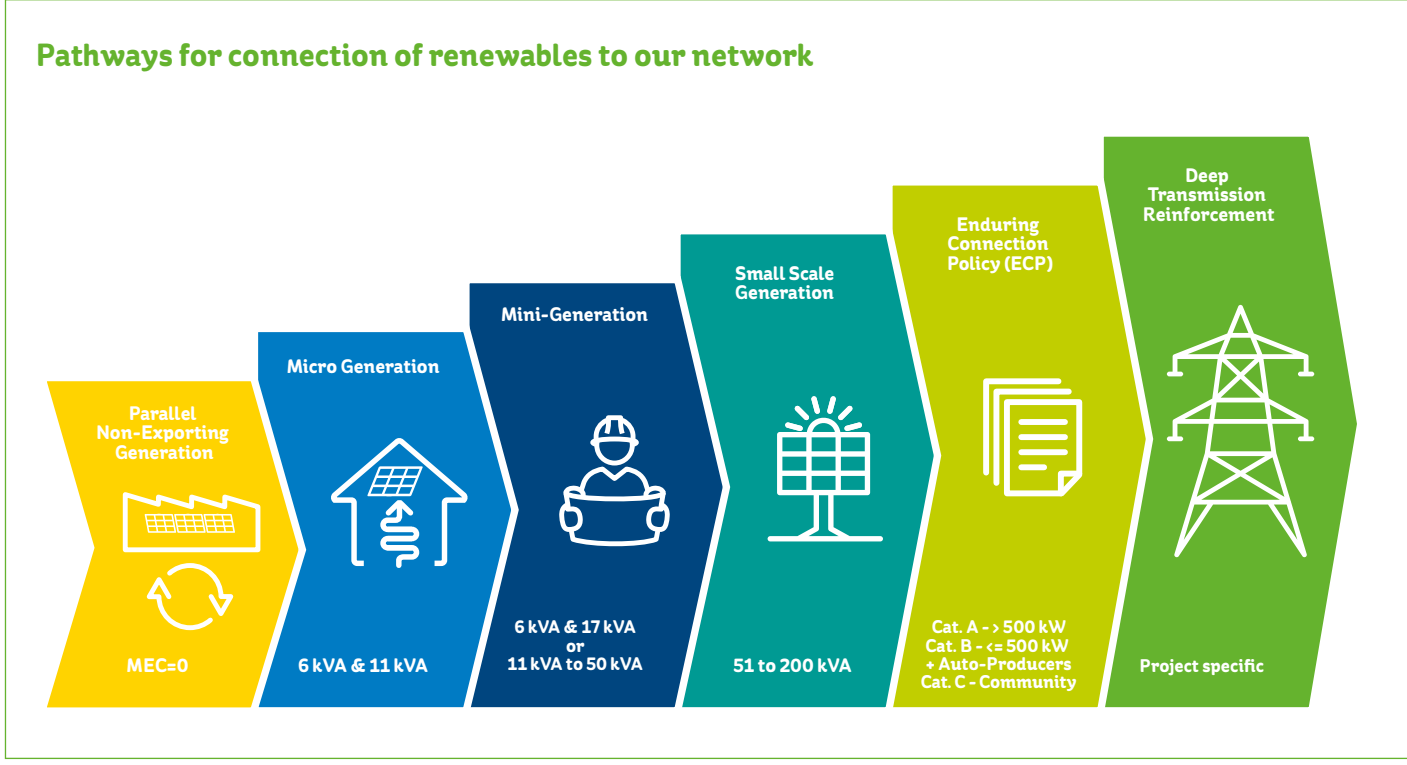 Pathways for connection of renewables to our network
Parallel
Non-Exporting
Generation
MEC=0
Micro Generation
6 kVA & 11 kVA
Mini-Generation
6 kVA & 17 kVA
or
11 kVA to 50 kVA
Small Scale
Generation
51 to 200 kVA
Enduring
Connection
Policy (ECP)
Cat. A - > 500 kW
Cat. B - <= 500 kW
+ Auto-Producers
Cat. C - Community
Deep
Transmission
Reinforcement
Project specific